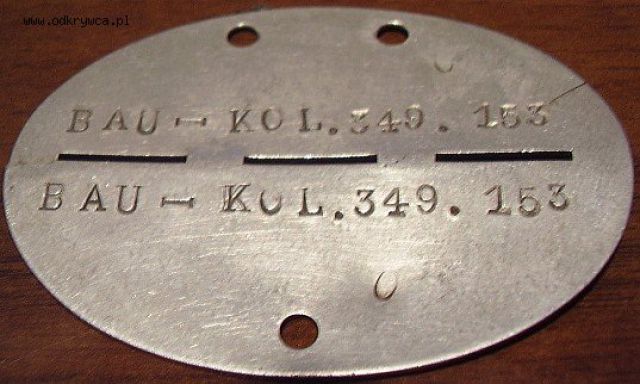 www.odkrywca.pl
O
BAU - KOL.349. 153
BAU - KOL.349. 153
O